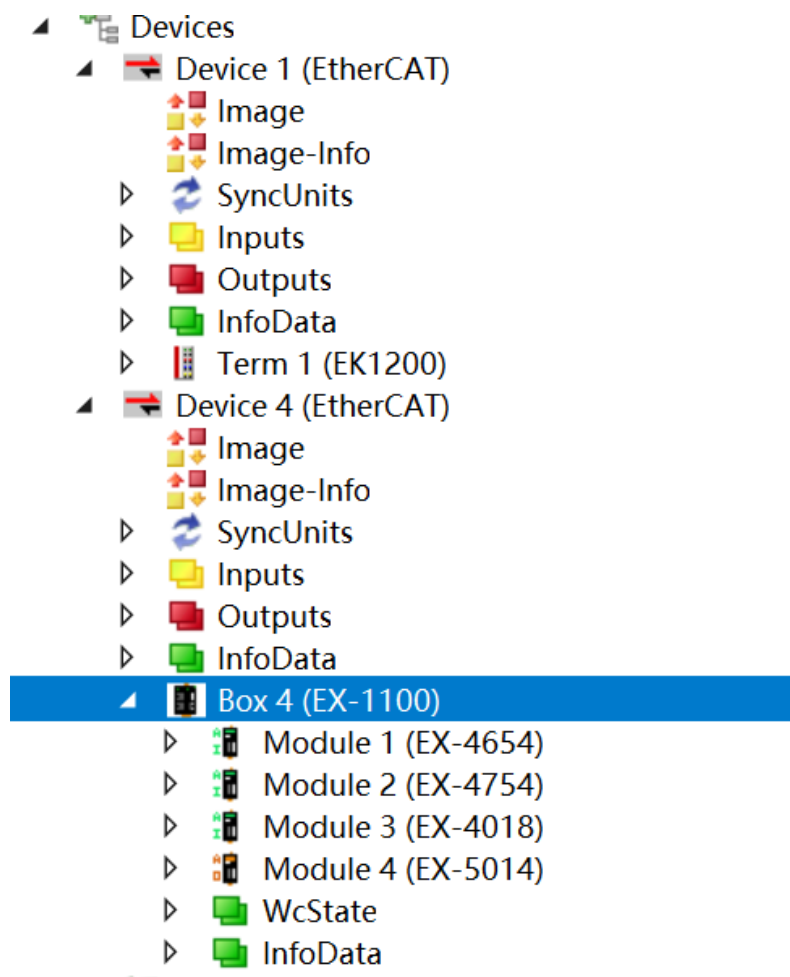 Devices
Device 1 (EtherCAT)
Image
Image-Info
SyncUnits
Inputs
Outputs
InfoData
Term 1 (EK1200)
Device 4 (EtherCAT)
Image
Image-Info
SyncUnits
Inputs
Outputs
InfoData
Box 4 (EX-1100)
Module 1 (EX-4654)
Module 2 (EX-4754)
Module 3 (EX-4018)
Module 4 (EX-5014)
WcState
InfoData